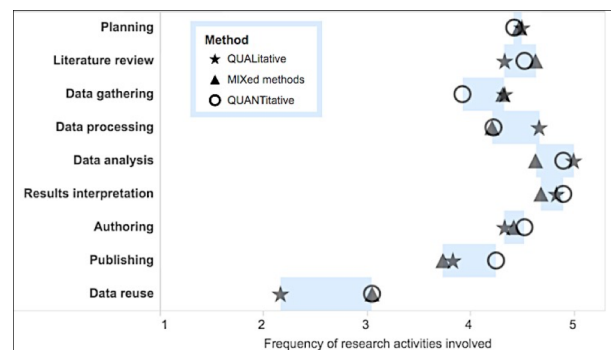 Planning
Literature review
Data gathering
Data processing
Data analysis
Results interpretation
Authoring
Publishing
Data reuse
Method
QUALitative
MIXed methods
QUANTitative
1 2 3 4 5
Frequency of research activities involved